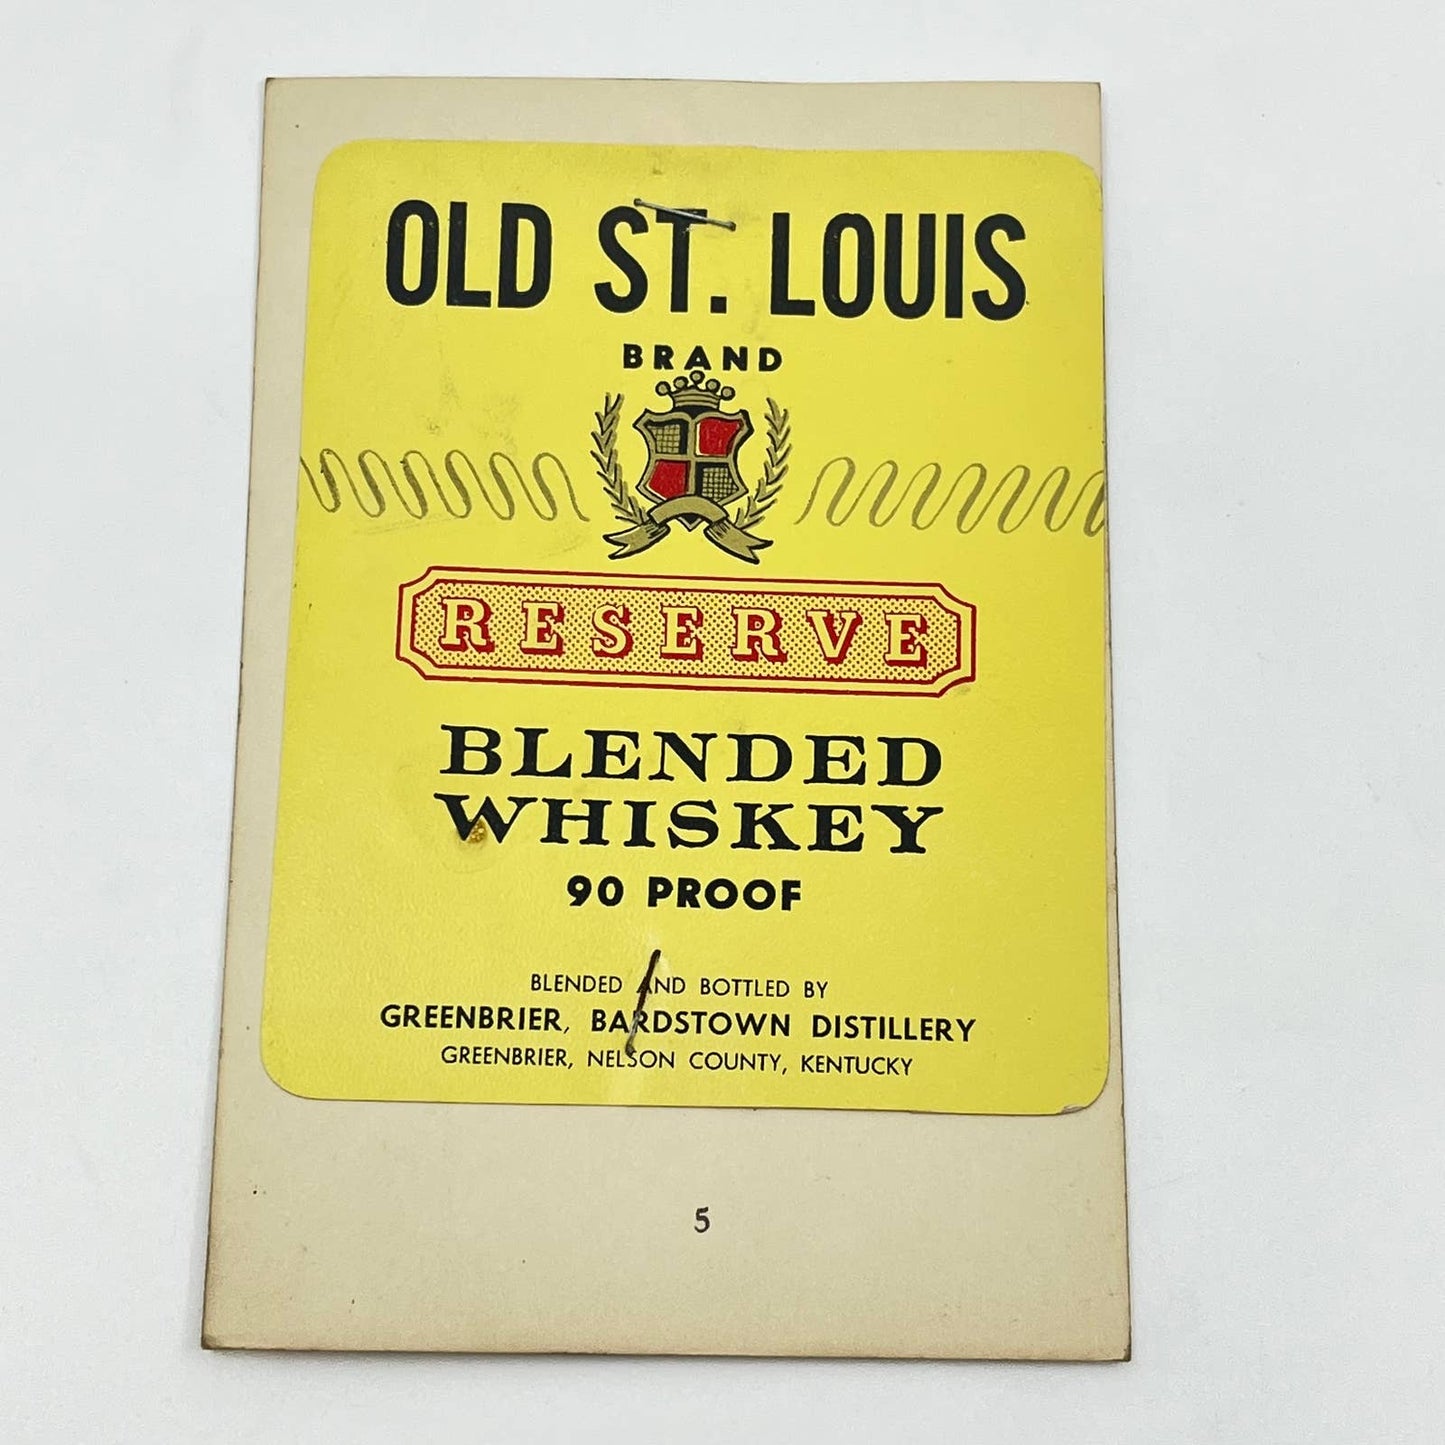 OLD ST. LOUIS
BRAND
RESERVE
BLENDED
WHISKEY
90 PROOF
BLENDED AND BOTTLED BY
GREENBRIER, BARDSTOWN DISTILLERY
GREENBRIER, NELSON COUNTY, KENTUCKY
5